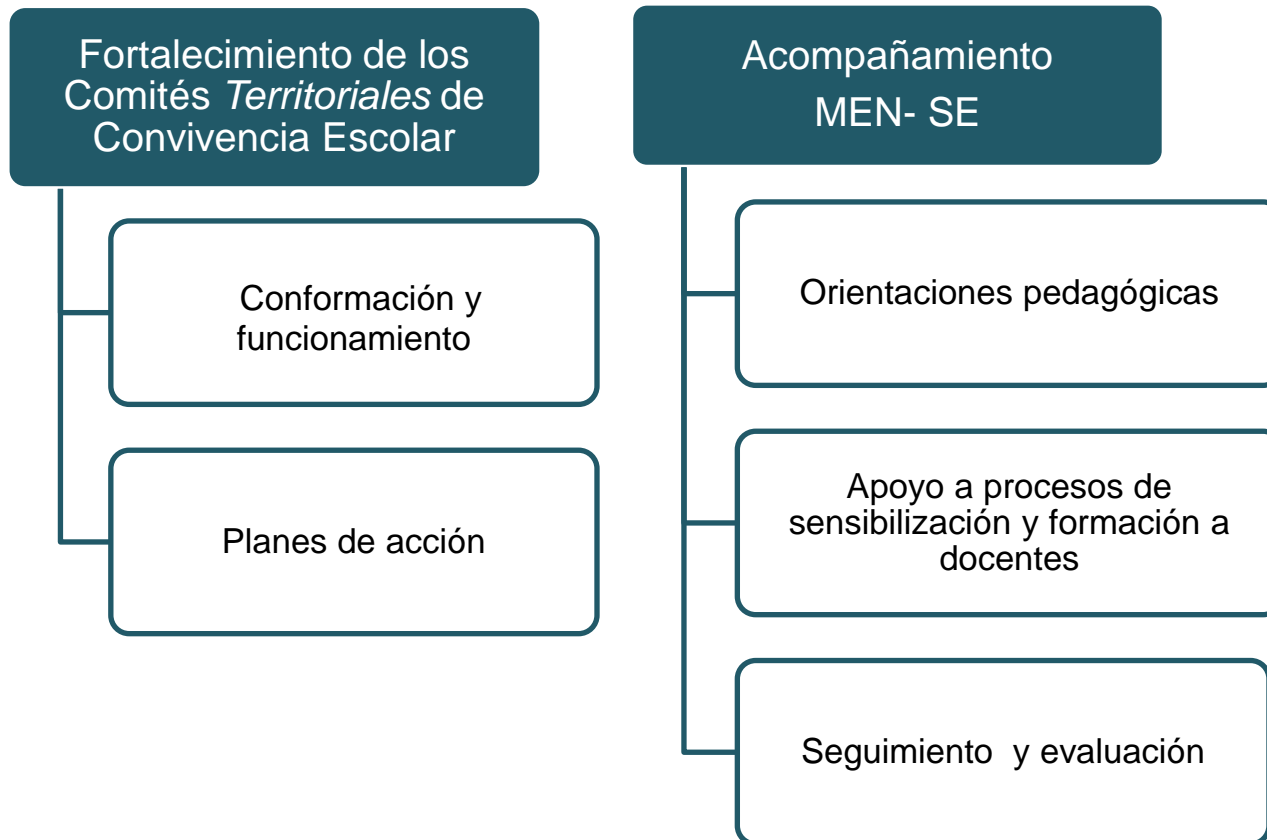 Fortalecimiento de los
Comités Territoriales de
Convivencia Escolar
Conformación y
funcionamiento
Planes de acción
Acompañamiento
MEN- SE
Orientaciones pedagógicas
Apoyo a procesos de
sensibilización y formación a
docentes
Seguimiento y evaluación